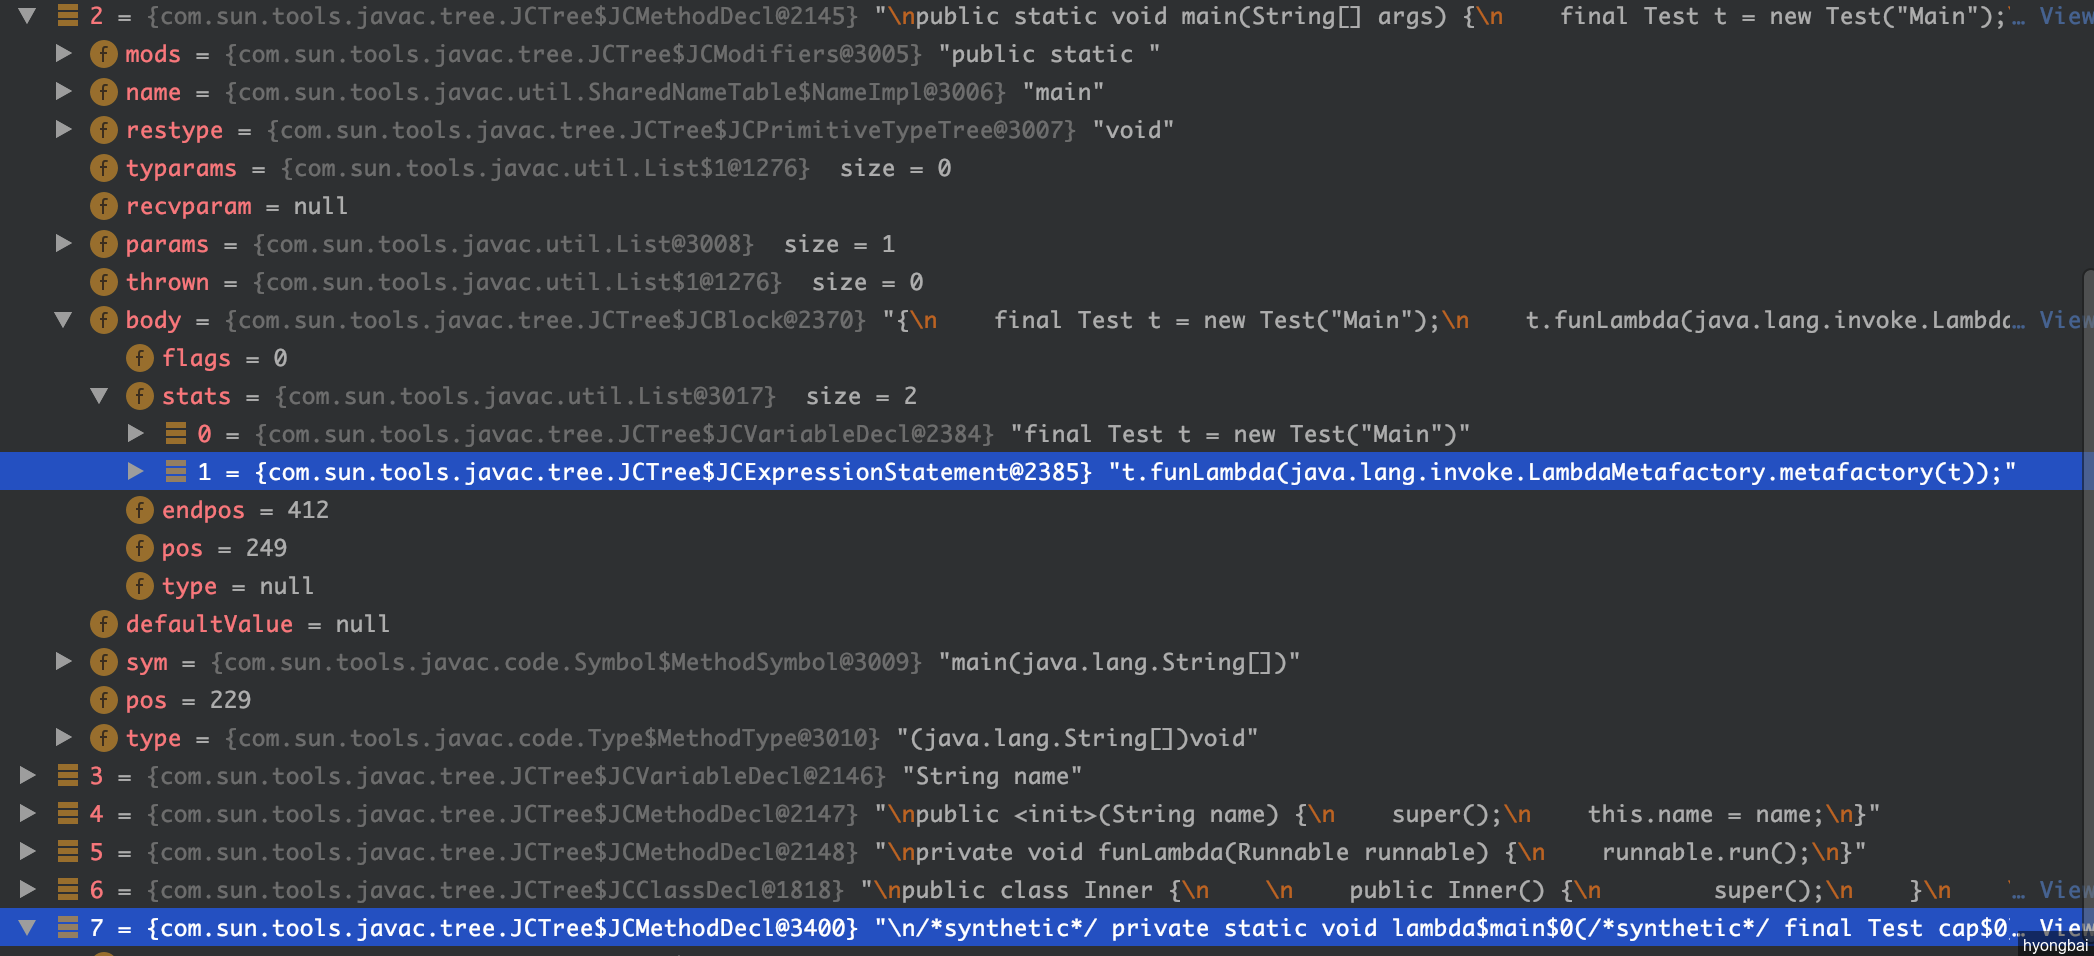 2 = {com.sun.tools.javac.tree.JCTree$JCMethodDecl@2145} "\npublic static void main(String[] args) {\n    final Test t = new Test("Main");… View
f mods = {com.sun.tools.javac.tree.JCTree$JCModifiers@3005} "public static "
f name = {com.sun.tools.javac.util.SharedNameTable$NameImpl@3006} "main"
f restype = {com.sun.tools.javac.tree.JCTree$JCPrimitiveTypeTree@3007} "void"
f typarams = {com.sun.tools.javac.util.List$1@1276}  size = 0
f recvparam = null
f params = {com.sun.tools.javac.util.List@3008}  size = 1
f thrown = {com.sun.tools.javac.util.List$1@1276}  size = 0
f body = {com.sun.tools.javac.tree.JCTree$JCBlock@2370} "{\n    final Test t = new Test("Main");\n    t.funLambda(java.lang.invoke.Lambda… View
f flags = 0
f stats = {com.sun.tools.javac.util.List@3017}  size = 2
0 = {com.sun.tools.javac.tree.JCTree$JCVariableDecl@2384} "final Test t = new Test("Main")"
1 = {com.sun.tools.javac.tree.JCTree$JCExpressionStatement@2385} "t.funLambda(java.lang.invoke.LambdaMetafactory.metafactory(t));"
f endpos = 412
f pos = 249
f type = null
f defaultValue = null
f sym = {com.sun.tools.javac.code.Symbol$MethodSymbol@3009} "main(java.lang.String[])"
f pos = 229
f type = {com.sun.tools.javac.code.Type$MethodType@3010} "(java.lang.String[])void"
3 = {com.sun.tools.javac.tree.JCTree$JCVariableDecl@2146} "String name"
4 = {com.sun.tools.javac.tree.JCTree$JCMethodDecl@2147} "\npublic <init>(String name) {\n    super();\n    this.name = name;\n}"
5 = {com.sun.tools.javac.tree.JCTree$JCMethodDecl@2148} "\nprivate void funLambda(Runnable runnable) {\n    runnable.run();\n}"
6 = {com.sun.tools.javac.tree.JCTree$JCClassDecl@1818} "\npublic class Inner {\n    \n    public Inner() {\n        super();\n    }\n    \… View
7 = {com.sun.tools.javac.tree.JCTree$JCMethodDecl@3400} "\n/*synthetic*/ private static void lambda$main$0(/*synthetic*/ final Test cap$0)… View
hyongbai